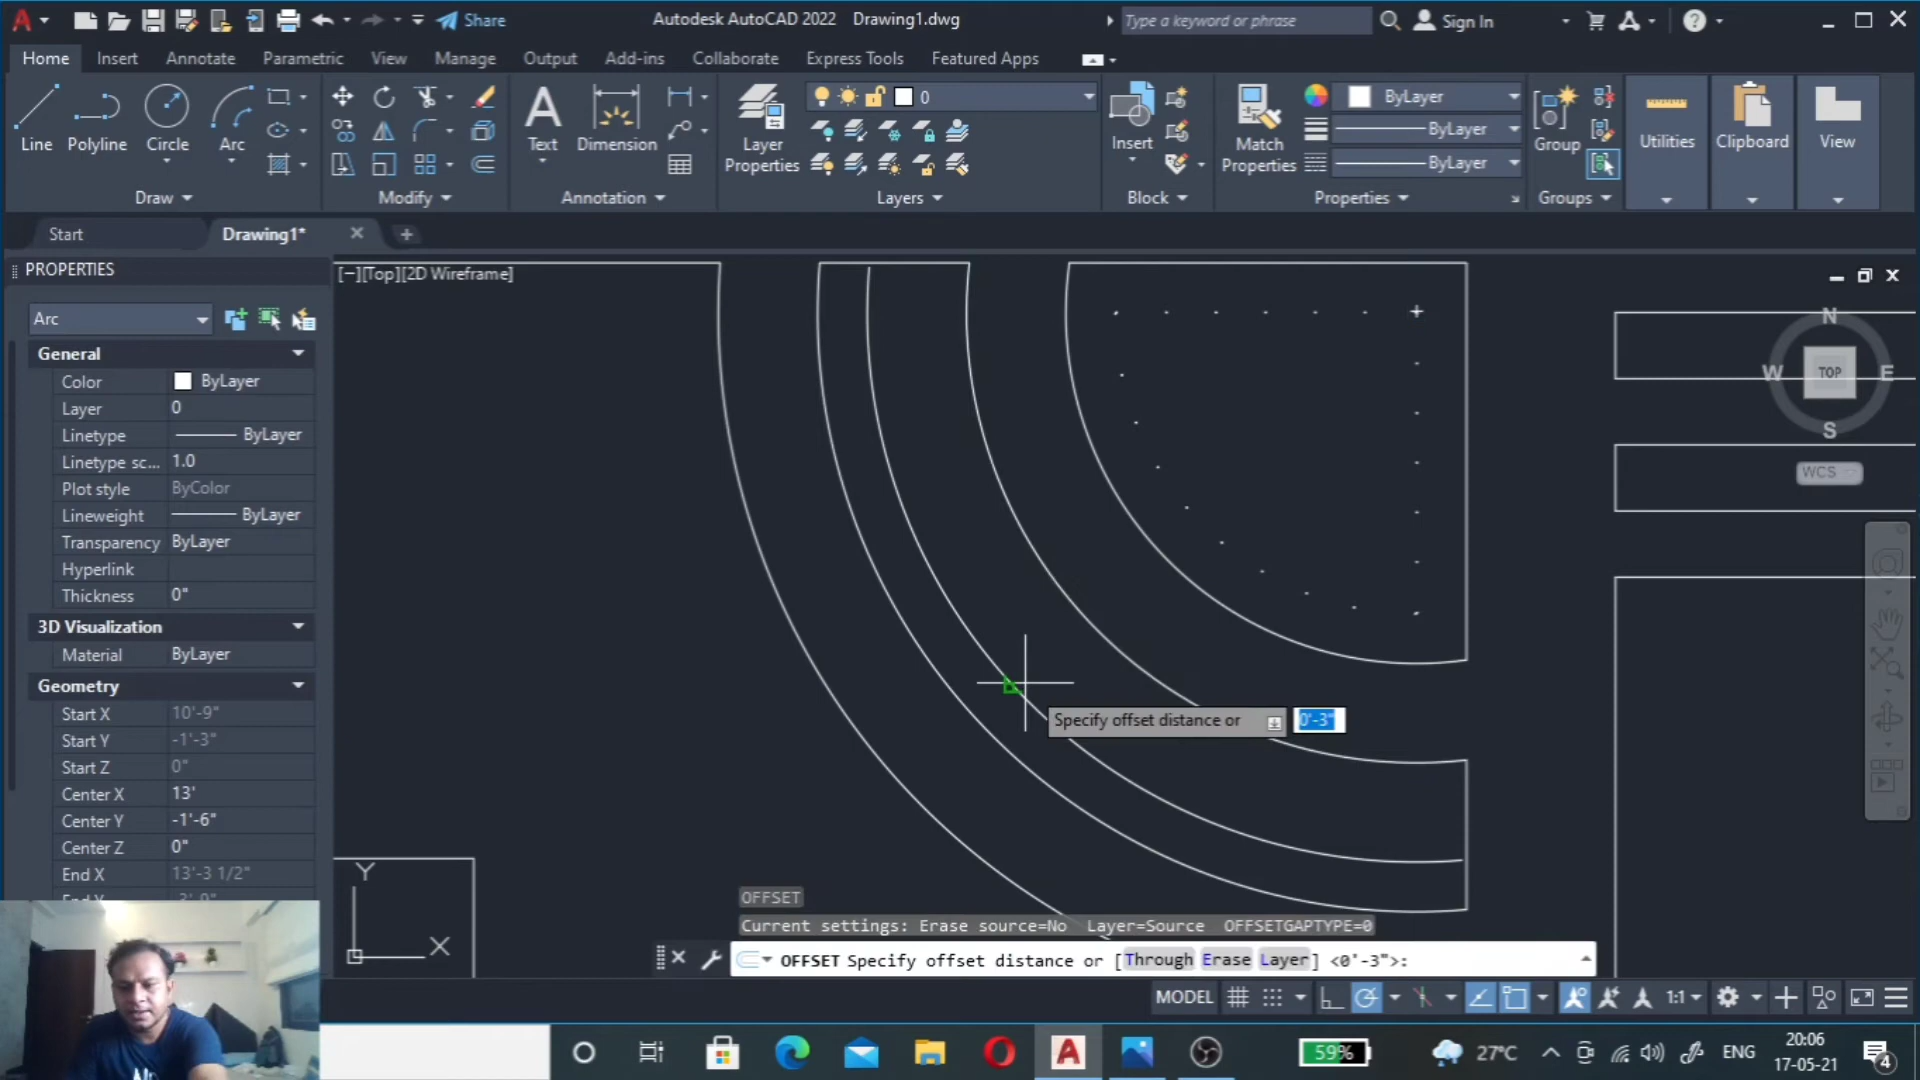 Share
Autodesk AutoCAD 2022 Drawing1.dwg
Type a keyword or phrase
Sign In
Home Insert Annotate Parametric View Manage Output Add-ins Collaborate Express Tools Featured Apps
Line Polyline Circle Arc
Text Dimension
Layer Properties
0
Insert
Match Properties
ByLayer
ByLayer
ByLayer
Group
Utilities Clipboard View
Draw Modify Annotation Layers Block Properties Groups
Start Drawing1*
PROPERTIES
[−][Top][2D Wireframe]
Arc
General
Color ByLayer
Layer 0
Linetype ByLayer
Linetype sc... 1.0
Plot style ByColor
Lineweight ByLayer
Transparency ByLayer
Hyperlink
Thickness 0"
3D Visualization
Material ByLayer
Geometry
Start X 10'-9"
Start Y -1'-3"
Start Z 0"
Center X 13'
Center Y -1'-6"
Center Z 0"
End X 13'-3 1/2"
N
W TOP E
S
WCS
Specify offset distance or 0'-3"
Y
X
OFFSET
Current settings: Erase source=No Layer=Source OFFSETGAPTYPE=0
OFFSET Specify offset distance or [Through Erase Layer] <0'-3">:
MODEL 1:1
59% 27°C ENG
20:06
17-05-21
4